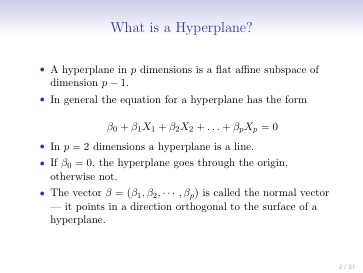 What is a Hyperplane?
• A hyperplane in p dimensions is a flat affine subspace of
dimension p − 1.
• In general the equation for a hyperplane has the form
β₀ + β₁X₁ + β₂X₂ + . . . + βₚXₚ = 0
• In p = 2 dimensions a hyperplane is a line.
• If β₀ = 0, the hyperplane goes through the origin,
otherwise not.
• The vector β = (β₁, β₂, · · · , βₚ) is called the normal vector
— it points in a direction orthogonal to the surface of a
hyperplane.
2 / 21